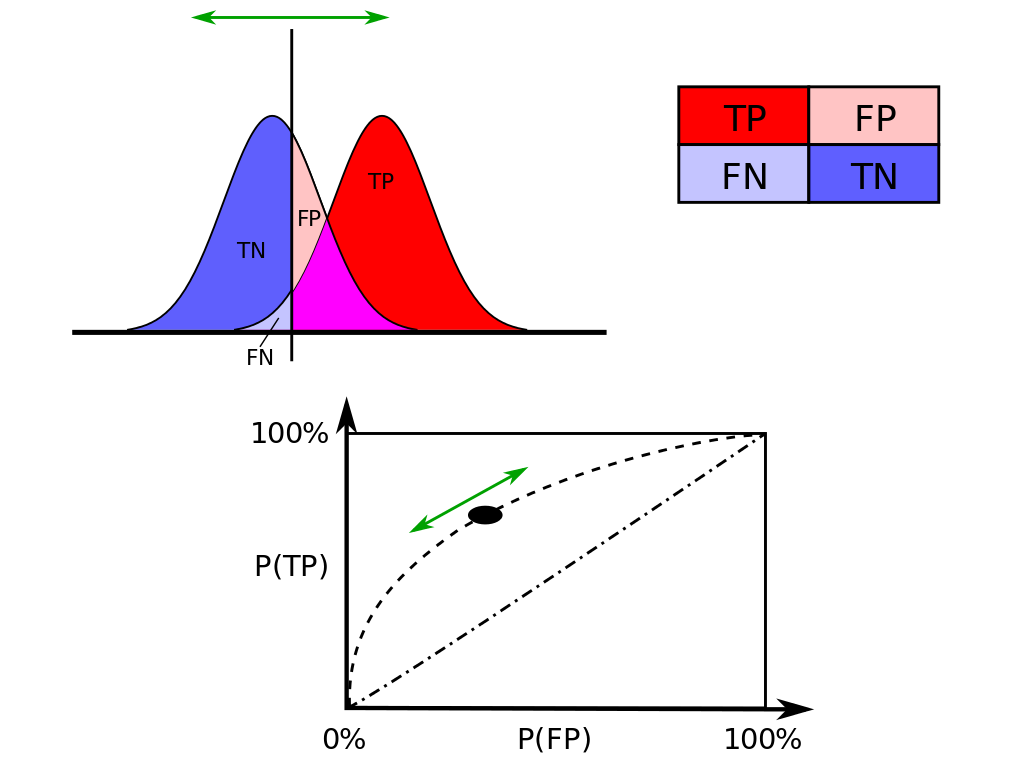 TP FP
FN TN
TP
FP
TN
FN
100%
P(TP)
0% P(FP) 100%